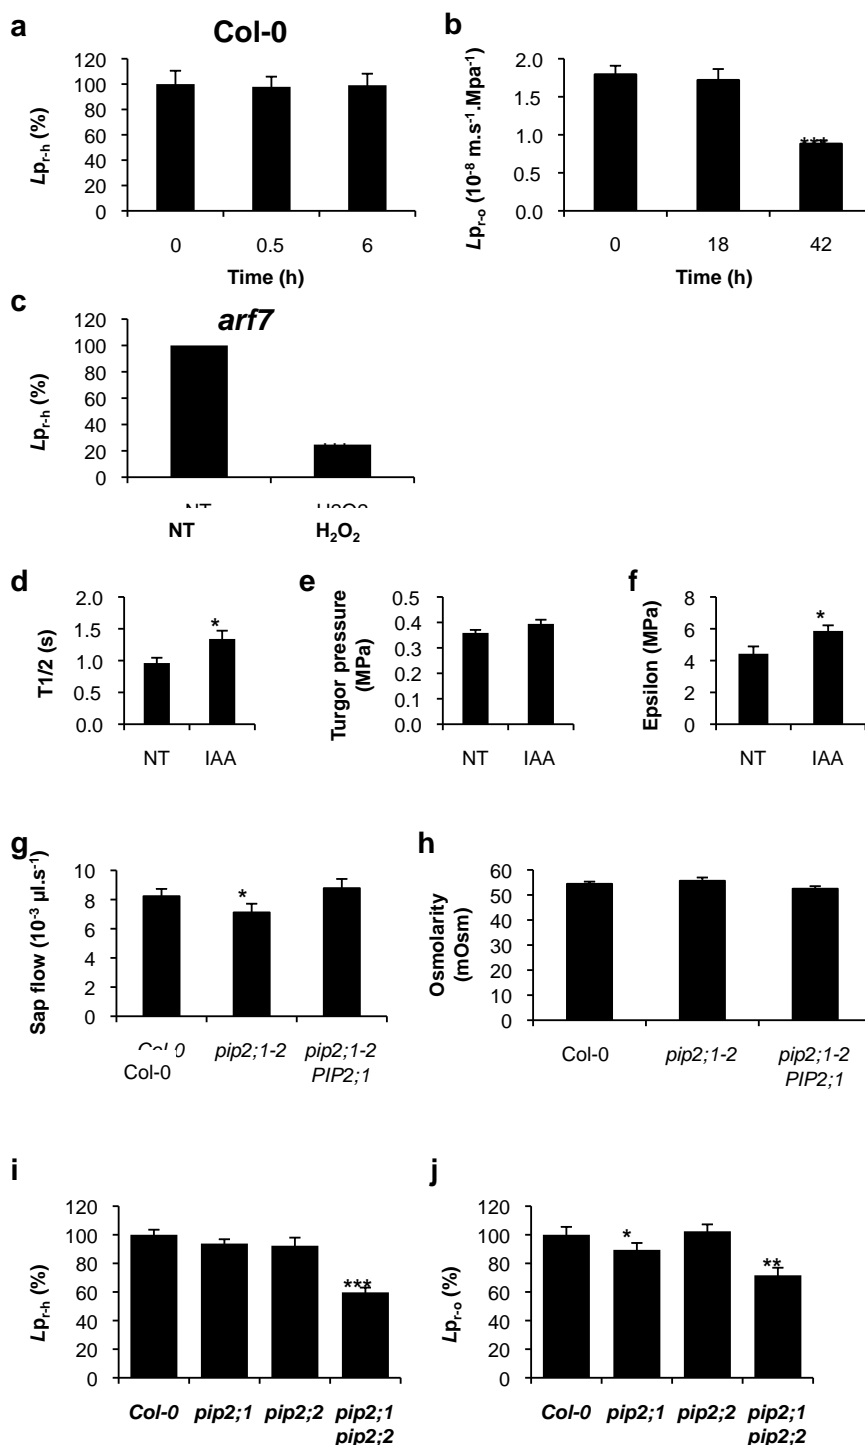 a
Col-0
120
100
80
60
40
20
0
Lpr-h (%)
0 0.5 6
Time (h)
b
2.0
1.5
1.0
0.5
0.0
Lpr-o (10-8 m.s-1.Mpa-1)
***
0 18 42
Time (h)
c
arf7
120
100
80
60
40
20
0
Lpr-h (%)
NT H2O2
NT H2O2
d
2.0
1.5
1.0
0.5
0.0
T1/2 (s)
*
NT IAA
e
0.5
0.4
0.3
0.2
0.1
0.0
Turgor pressure
(MPa)
NT IAA
f
8
6
4
2
0
Epsilon (MPa)
*
NT IAA
g
10
8
6
4
2
0
Sap flow (10-3 µl.s-1)
*
Col-0 pip2;1-2 pip2;1-2
Col-0 PIP2;1
h
60
50
40
30
20
10
0
Osmolarity
(mOsm)
Col-0 pip2;1-2 pip2;1-2
PIP2;1
i
120
100
80
60
40
20
0
Lpr-h (%)
***
Col-0 pip2;1 pip2;2 pip2;1
pip2;2
j
120
100
80
60
40
20
0
Lpr-o (%)
*
**
Col-0 pip2;1 pip2;2 pip2;1
pip2;2